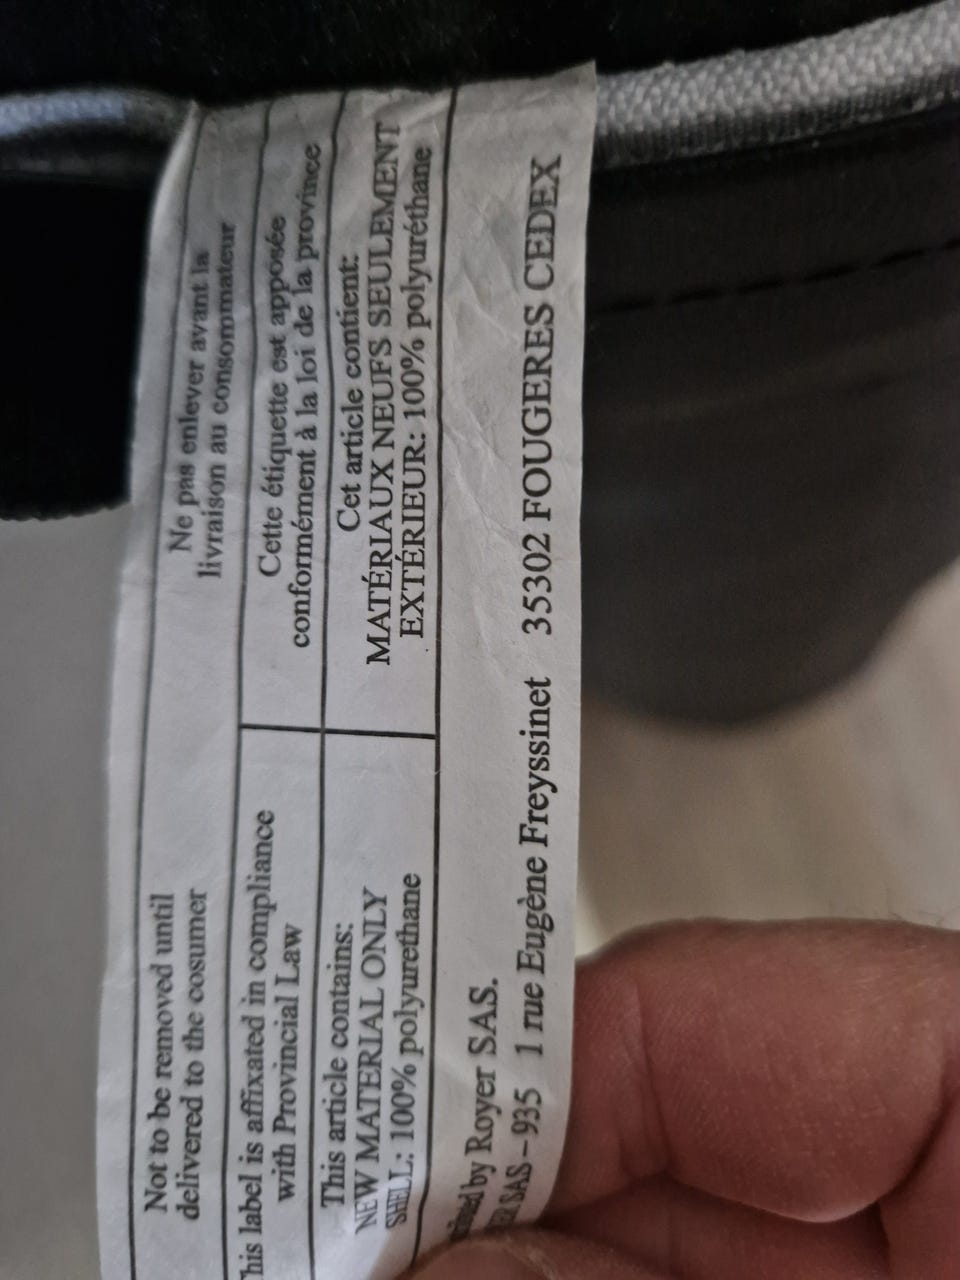 Not to be removed until
delivered to the cosumer
Ne pas enlever avant la
livraison au consommateur
his label is affixated in compliance
with Provincial Law
Cette étiquette est apposée
conformément à la loi de la province
This article contains:
NEW MATERIAL ONLY
SHELL: 100% polyurethane
Cet article contient:
MATÉRIAUX NEUFS SEULEMENT
EXTÉRIEUR: 100% polyuréthane
by Royer SAS.
SAS-935 1 rue Eugène Freyssinet 35302 FOUGERES CEDEX